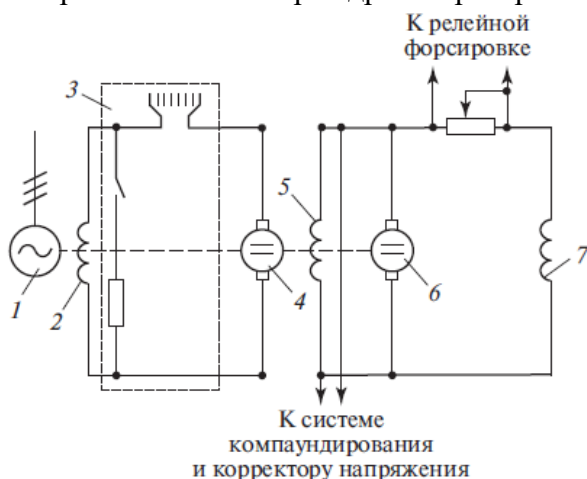 К релейной
форсировке
3
5
1
2
4
6
7
К системе
компаундирования
и корректору напряжения